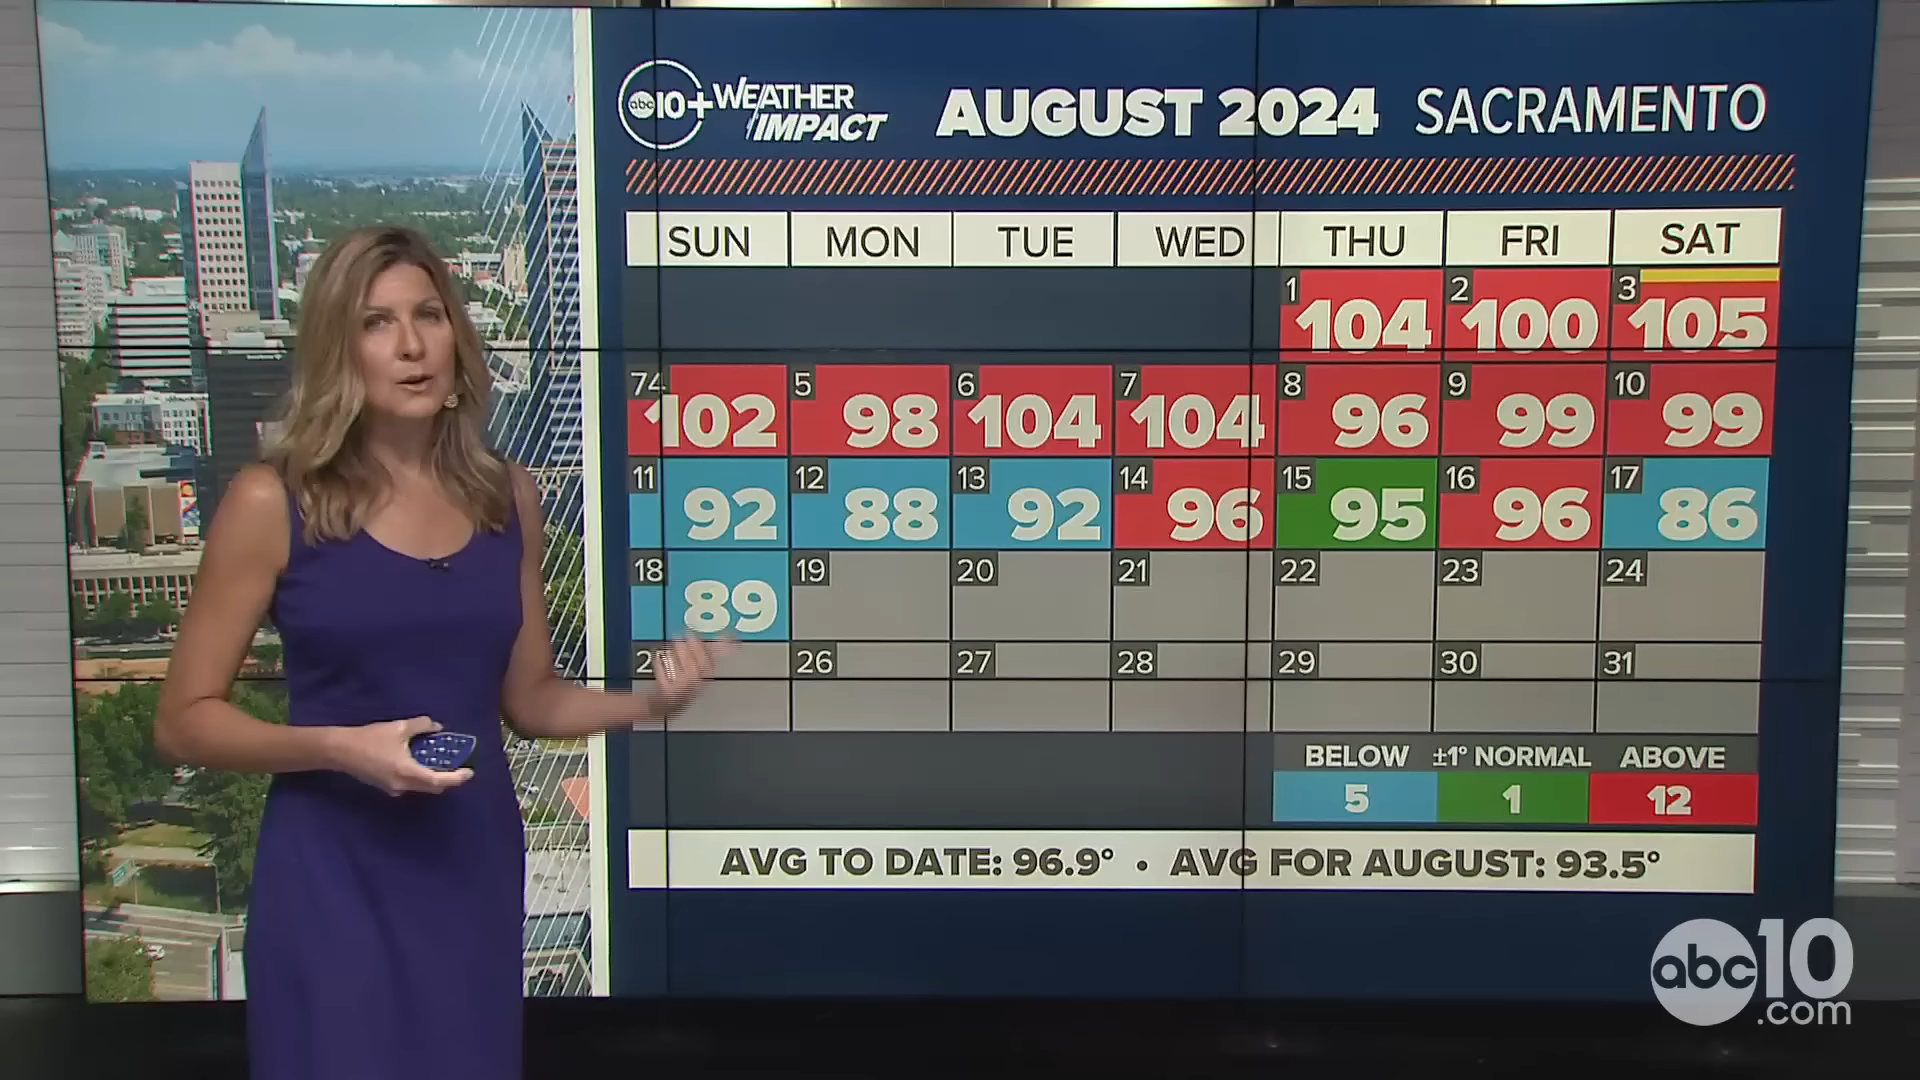 abc 10+ WEATHER
IMPACT
AUGUST 2024 SACRAMENTO
SUN MON TUE WED THU FRI SAT
1 104 2 100 3 105
74 102 5 98 6 104 7 104 8 96 9 99 10 99
11 92 12 88 13 92 14 96 15 95 16 96 17 86
18 89 19 20 21 22 23 24
26 27 28 29 30 31
BELOW ±1° NORMAL ABOVE
5 1 12
AVG TO DATE: 96.9° • AVG FOR AUGUST: 93.5°
abc10
.com